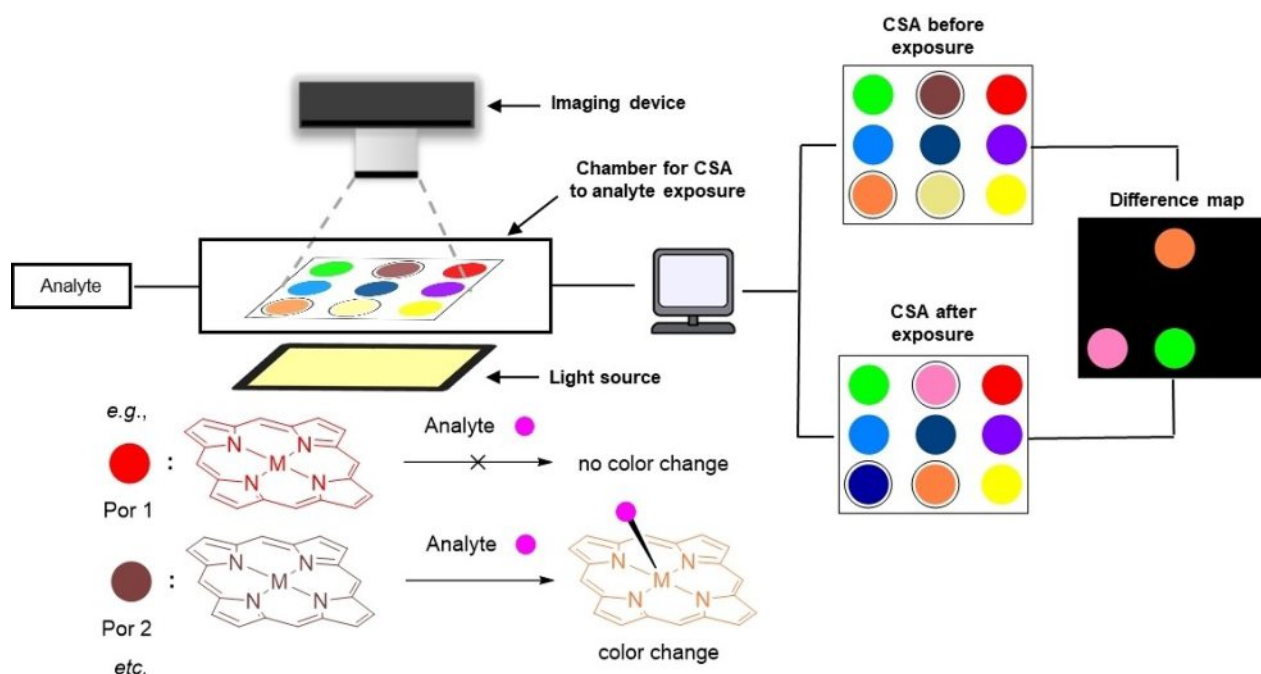 CSA before
exposure
Imaging device
Chamber for CSA
to analyte exposure
Difference map
Analyte
CSA after
exposure
Light source
e.g.,
:
N N
M
N N
Por 1
Analyte
no color change
:
N N
M
N N
Por 2
Analyte
N N
M
N N
color change
etc.